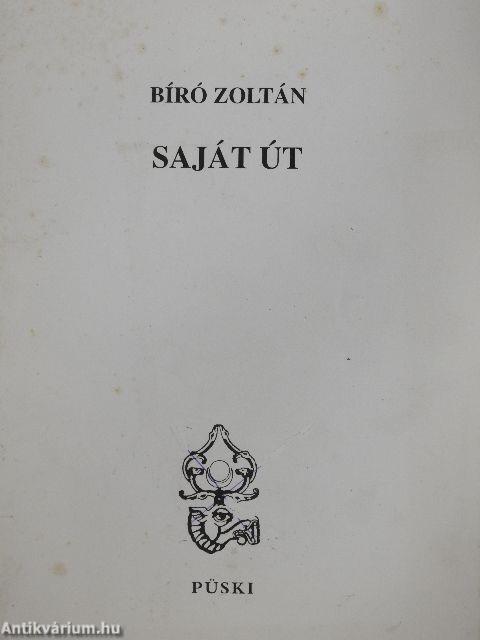 BÍRÓ ZOLTÁN
SAJÁT ÚT
PÜSKI
Antikvárium.hu